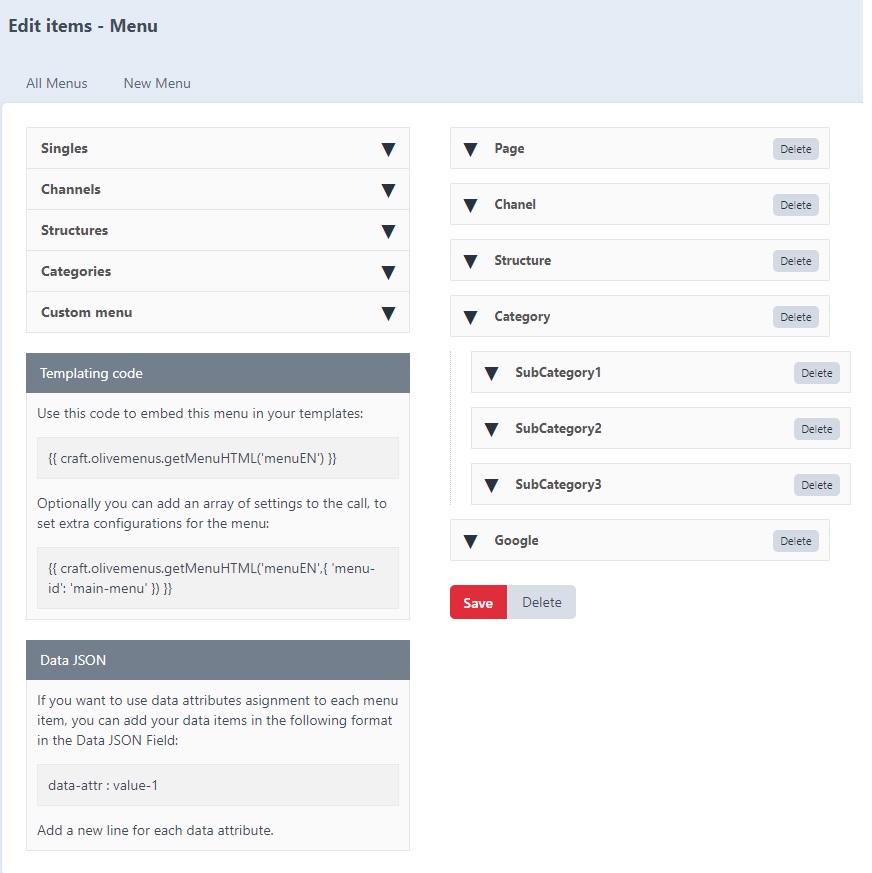 Edit items - Menu
All Menus
New Menu
Singles
Channels
Structures
Categories
Custom menu
Templating code
Use this code to embed this menu in your templates:
{{ craft.olivemenus.getMenuHTML('menuEN') }}
Optionally you can add an array of settings to the call, to
set extra configurations for the menu:
{{ craft.olivemenus.getMenuHTML('menuEN',{ 'menu-
id': 'main-menu' }) }}
Data JSON
If you want to use data attributes asignment to each menu
item, you can add your data items in the following format
in the Data JSON Field:
data-attr : value-1
Add a new line for each data attribute.
Page
Delete
Chanel
Delete
Structure
Delete
Category
Delete
SubCategory1
Delete
SubCategory2
Delete
SubCategory3
Delete
Google
Delete
Save
Delete